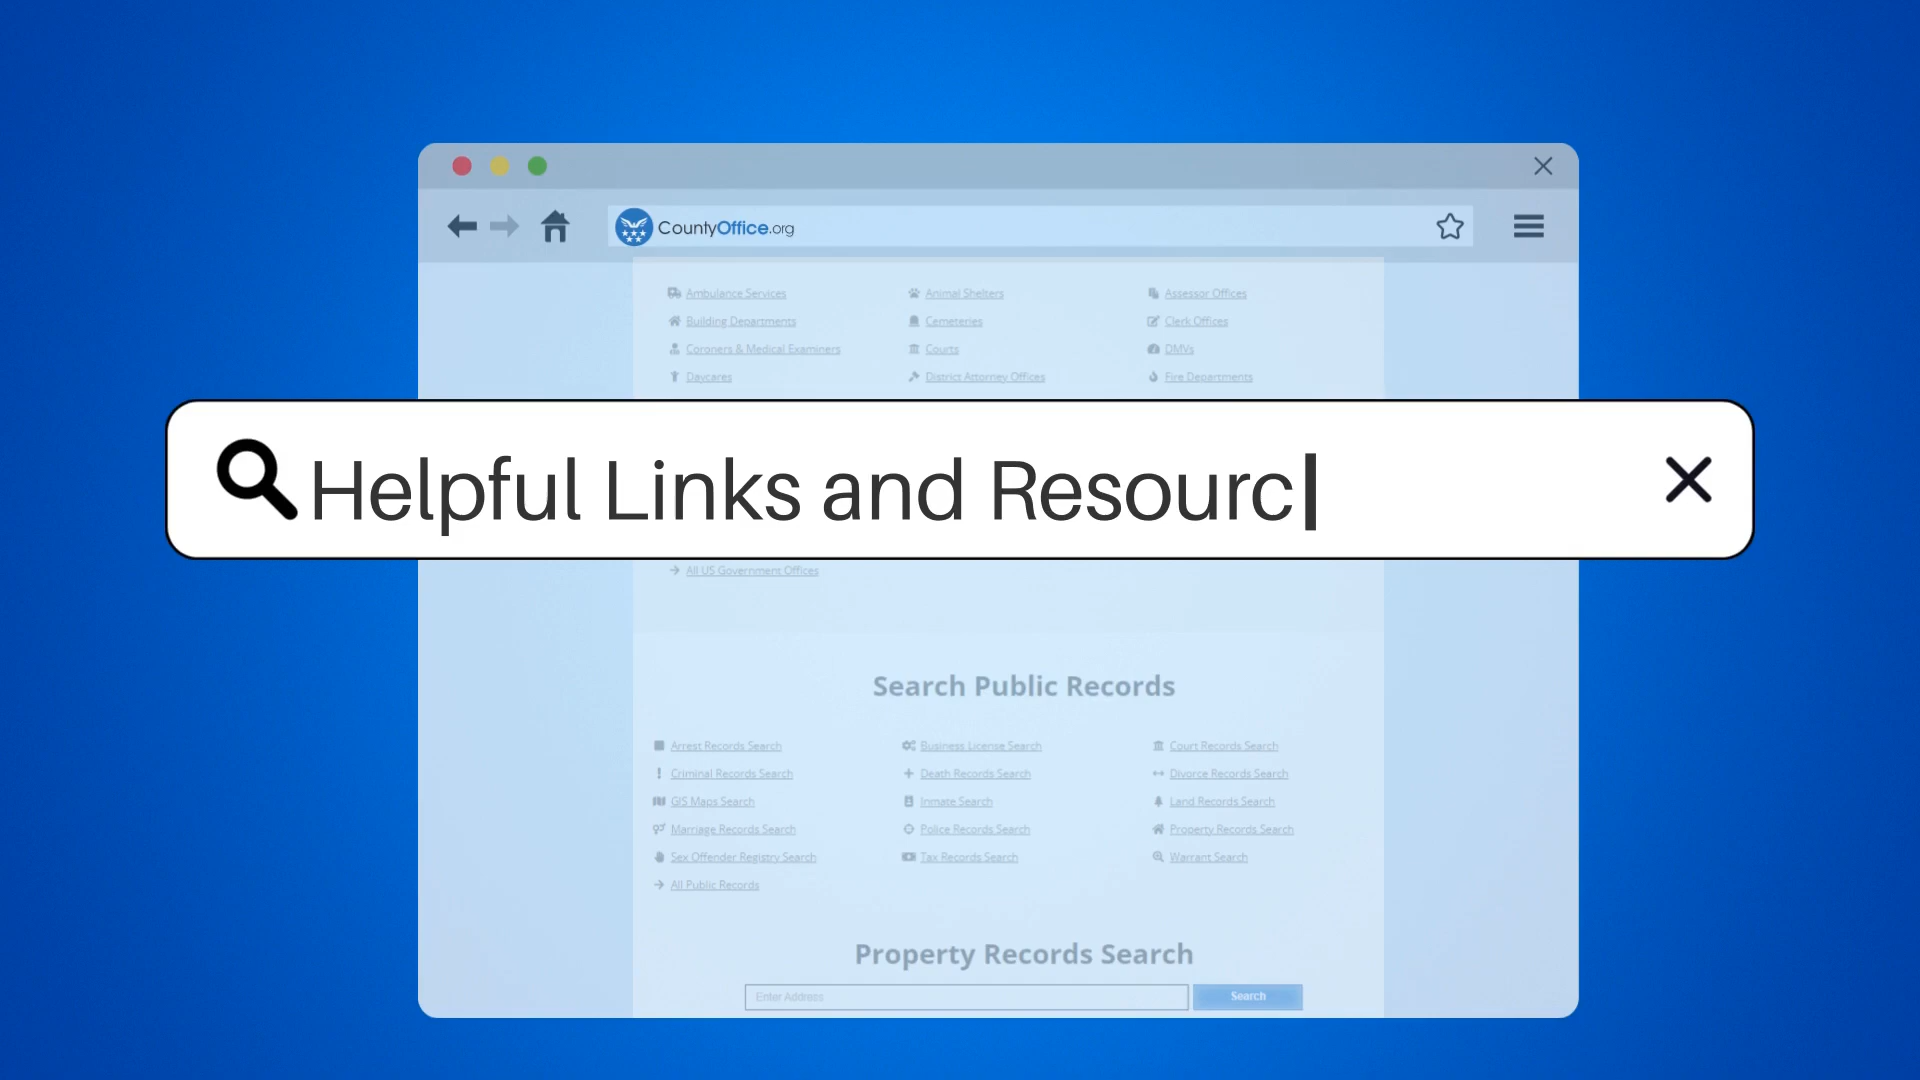 CountyOffice.org
Ambulance Services Animal Shelters Assessor Offices
Building Departments Cemeteries Clerk Offices
Coroners & Medical Examiners Courts DMVs
Daycares District Attorney Offices Fire Departments
Helpful Links and Resourc
All US Government Offices
Search Public Records
Arrest Records Search Business License Search Court Records Search
Criminal Records Search Death Records Search Divorce Records Search
GIS Maps Search Inmate Search Land Records Search
Marriage Records Search Police Records Search Property Records Search
Sex Offender Registry Search Tax Records Search Warrant Search
All Public Records
Property Records Search
Enter Address Search